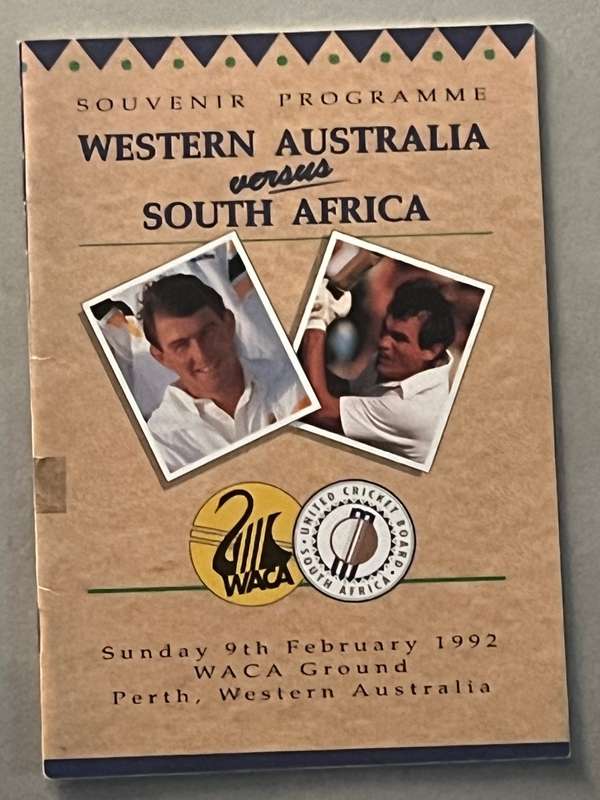 SOUVENIR PROGRAMME
WESTERN AUSTRALIA
versus
SOUTH AFRICA
WACA
· UNITED CRICKET BOARD ·
SOUTH AFRICA
Sunday 9th February 1992
WACA Ground
Perth, Western Australia